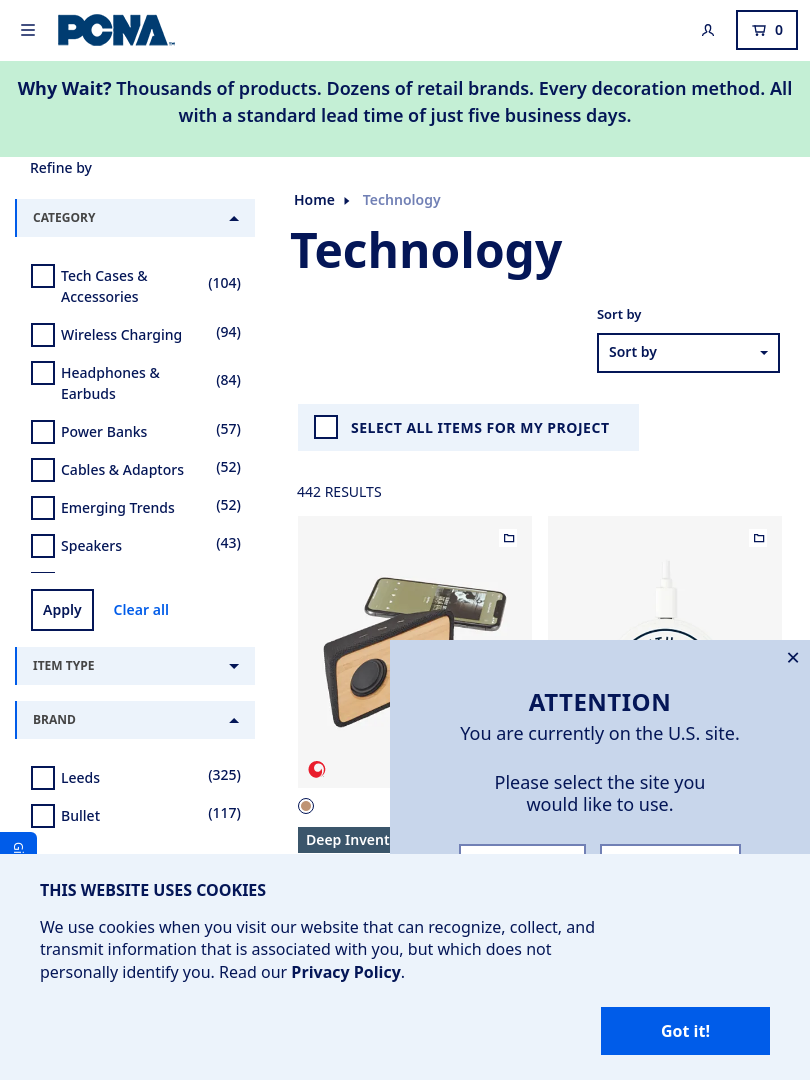 PCNA
0
Why Wait? Thousands of products. Dozens of retail brands. Every decoration method. All
with a standard lead time of just five business days.
Refine by
Home
Technology
CATEGORY
Technology
Tech Cases &
Accessories
(104)
Sort by
Wireless Charging
(94)
Sort by
Headphones &
Earbuds
(84)
Power Banks
(57)
SELECT ALL ITEMS FOR MY PROJECT
Cables & Adaptors
(52)
442 RESULTS
Emerging Trends
(52)
Speakers
(43)
Apply
Clear all
ITEM TYPE
BRAND
ATTENTION
You are currently on the U.S. site.
Please select the site you
would like to use.
Leeds
(325)
Bullet
(117)
Deep Invent
THIS WEBSITE USES COOKIES
We use cookies when you visit our website that can recognize, collect, and
transmit information that is associated with you, but which does not
personally identify you. Read our Privacy Policy.
Got it!